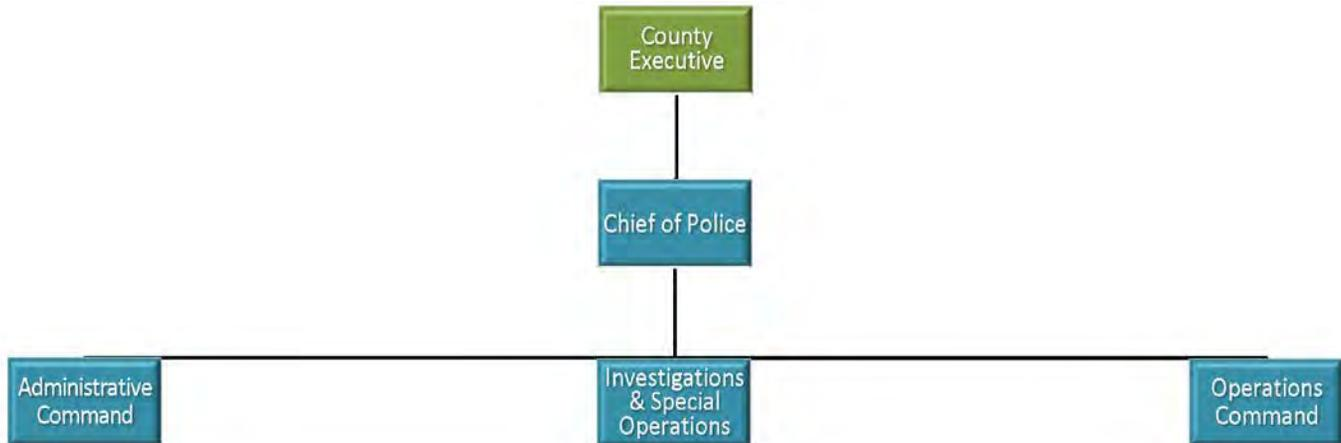 County
Executive
Chief of Police
Administrative
Command
Investigations
& Special
Operations
Operations
Command